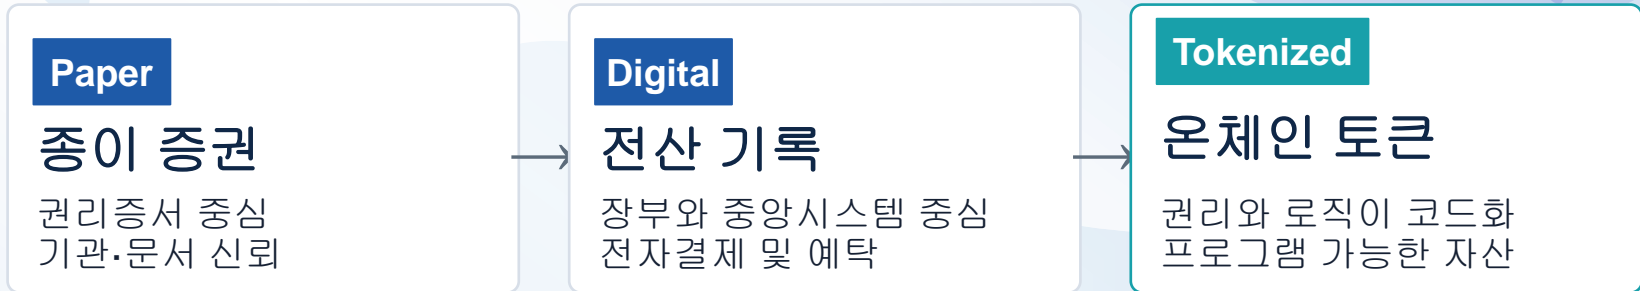 Paper
종이 증권
권리증서 중심
기관·문서 신뢰
Digital
전산 기록
장부와 중앙시스템 중심
전자결제 및 예탁
Tokenized
온체인 토큰
권리와 로직이 코드화
프로그램 가능한 자산